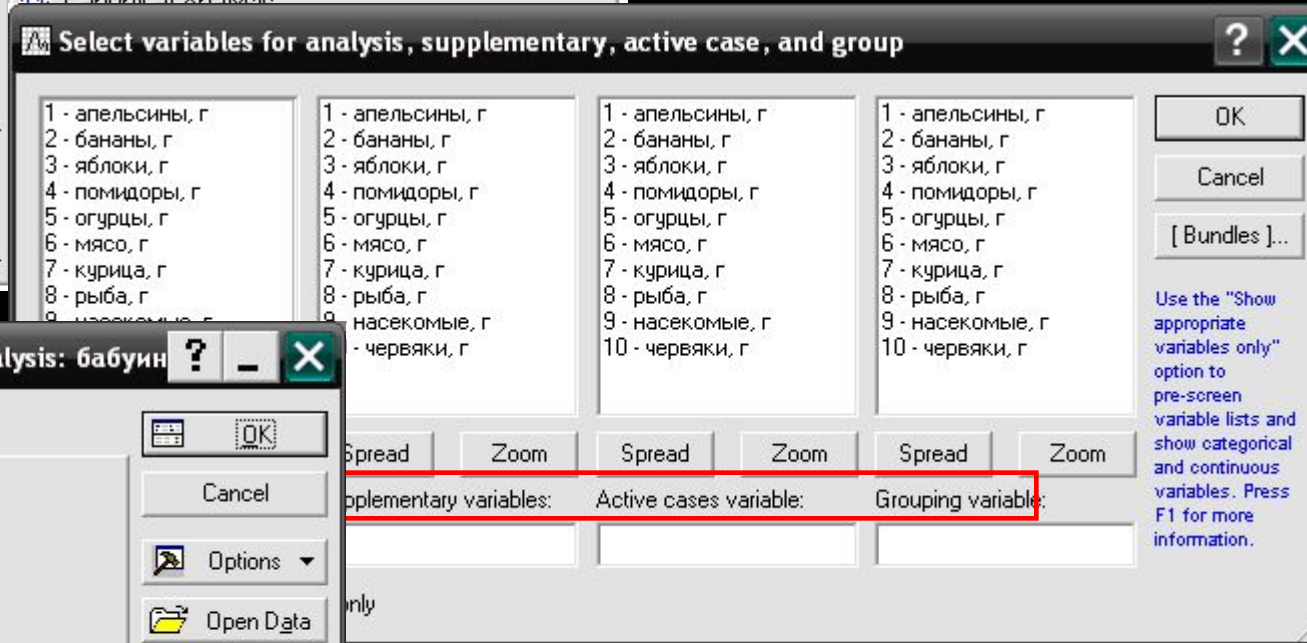 Select variables for analysis, supplementary, active case, and group
1 - апельсины, г
2 - бананы, г
3 - яблоки, г
4 - помидоры, г
5 - огурцы, г
6 - мясо, г
7 - курица, г
8 - рыба, г
1 - апельсины, г
2 - бананы, г
3 - яблоки, г
4 - помидоры, г
5 - огурцы, г
6 - мясо, г
7 - курица, г
8 - рыба, г
9 - насекомые, г
- червяки, г
1 - апельсины, г
2 - бананы, г
3 - яблоки, г
4 - помидоры, г
5 - огурцы, г
6 - мясо, г
7 - курица, г
8 - рыба, г
9 - насекомые, г
10 - червяки, г
1 - апельсины, г
2 - бананы, г
3 - яблоки, г
4 - помидоры, г
5 - огурцы, г
6 - мясо, г
7 - курица, г
8 - рыба, г
9 - насекомые, г
10 - червяки, г
OK
Cancel
[ Bundles ]...
Use the "Show
appropriate
variables only"
option to
pre-screen
variable lists and
show categorical
and continuous
variables. Press
F1 for more
information.
Spread Zoom Spread Zoom Spread Zoom
pplementary variables: Active cases variable: Grouping variable:
nly
alysis: бабуин
OK
Cancel
Options
Open Data